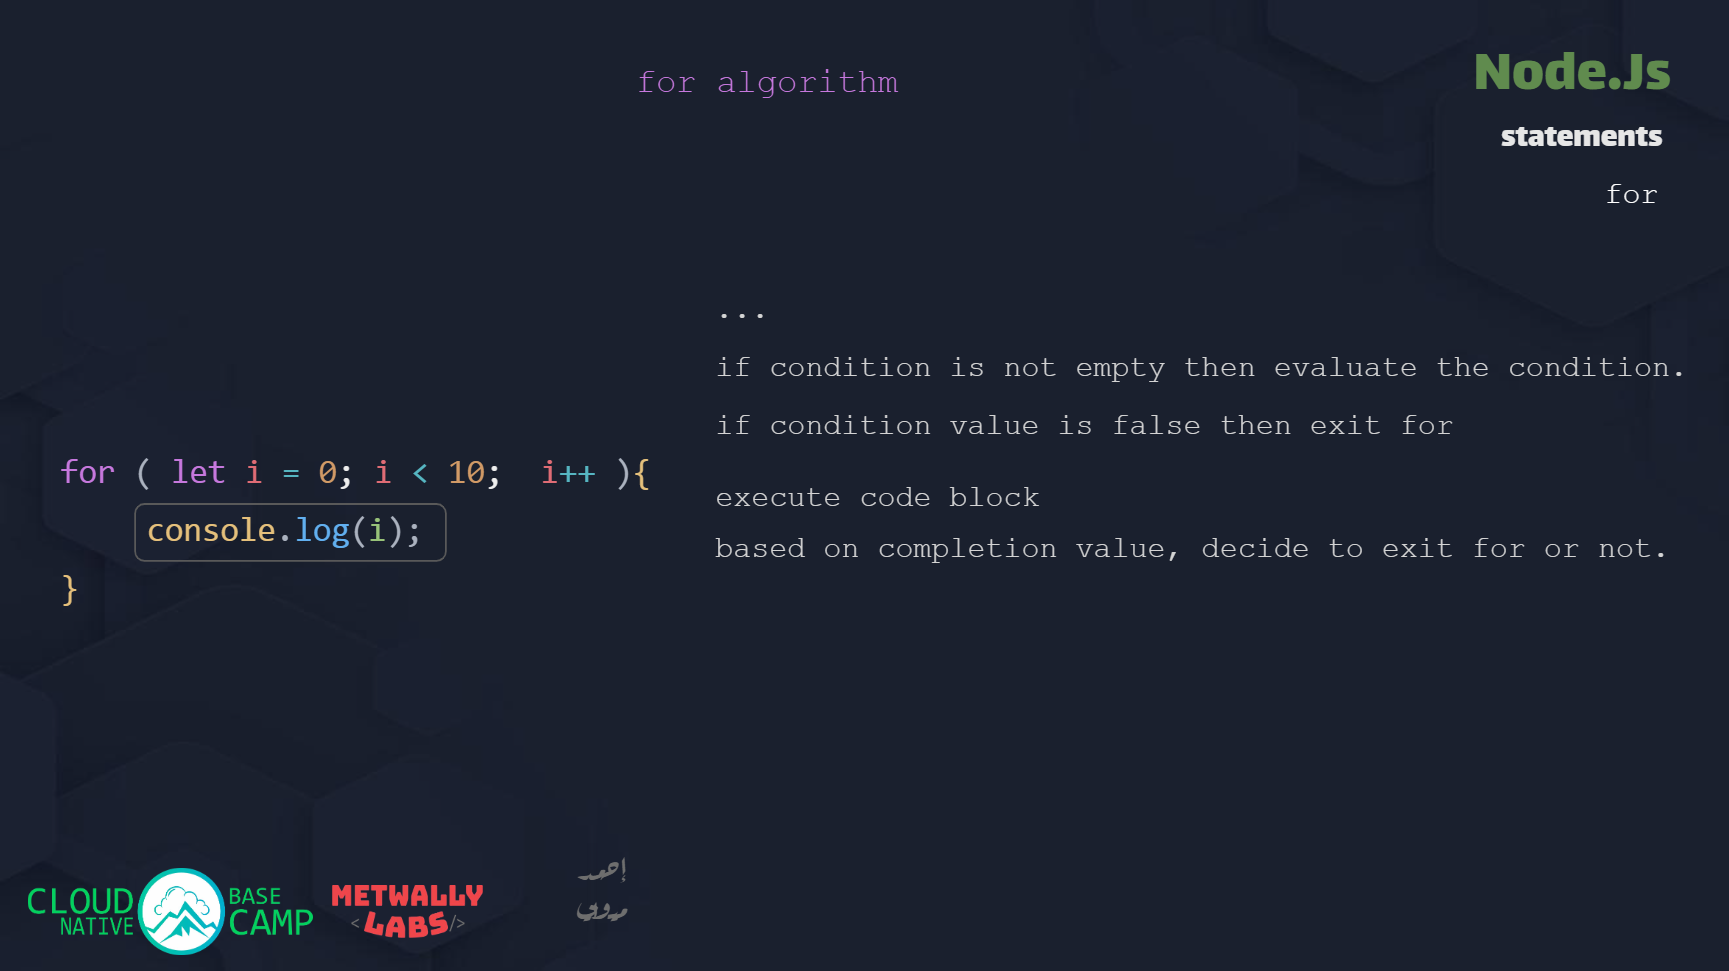 for algorithm
Node.Js
statements
for
...
if condition is not empty then evaluate the condition.
if condition value is false then exit for
for ( let i = 0; i < 10;  i++ ){
console.log(i);
}
execute code block
based on completion value, decide to exit for or not.
CLOUD NATIVE
BASE CAMP
METWALLY
<LABS/>